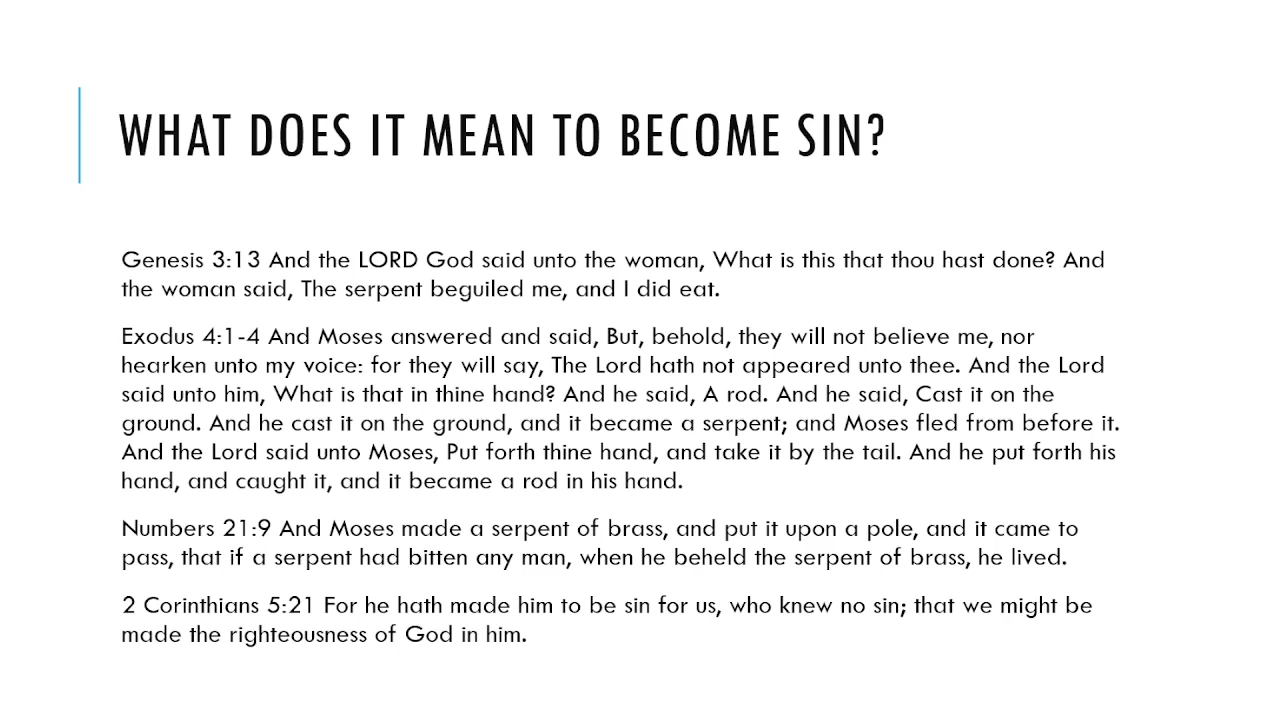 WHAT DOES IT MEAN TO BECOME SIN?
Genesis 3:13 And the LORD God said unto the woman, What is this that thou hast done? And
the woman said, The serpent beguiled me, and I did eat.
Exodus 4:1-4 And Moses answered and said, But, behold, they will not believe me, nor
hearken unto my voice: for they will say, The Lord hath not appeared unto thee. And the Lord
said unto him, What is that in thine hand? And he said, A rod. And he said, Cast it on the
ground. And he cast it on the ground, and it became a serpent; and Moses fled from before it.
And the Lord said unto Moses, Put forth thine hand, and take it by the tail. And he put forth his
hand, and caught it, and it became a rod in his hand.
Numbers 21:9 And Moses made a serpent of brass, and put it upon a pole, and it came to
pass, that if a serpent had bitten any man, when he beheld the serpent of brass, he lived.
2 Corinthians 5:21 For he hath made him to be sin for us, who knew no sin; that we might be
made the righteousness of God in him.